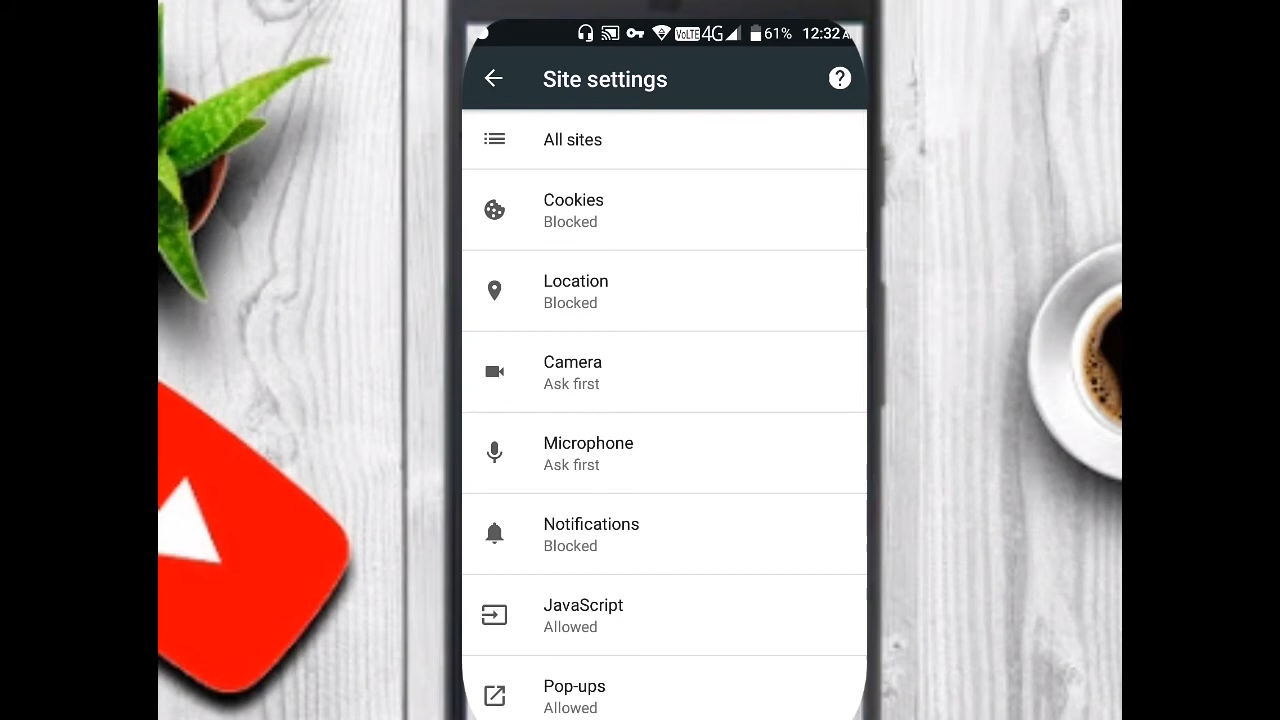 VoLTE 4G 61% 12:32
Site settings
All sites
Cookies
Blocked
Location
Blocked
Camera
Ask first
Microphone
Ask first
Notifications
Blocked
JavaScript
Allowed
Pop-ups
Allowed